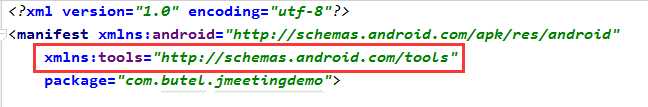 <?xml version="1.0" encoding="utf-8"?>
<manifest xmlns:android="http://schemas.android.com/apk/res/android"
xmlns:tools="http://schemas.android.com/tools"
package="com.butel.jmeetingdemo">